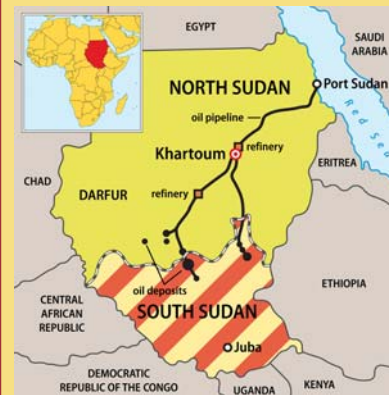 EGYPT
SAUDI
ARABIA
NORTH SUDAN
Port Sudan
oil pipeline
Red Sea
Khartoum
refinery
ERITREA
CHAD
DARFUR
refinery
oil deposits
ETHIOPIA
SOUTH SUDAN
CENTRAL
AFRICAN
REPUBLIC
Juba
DEMOCRATIC
REPUBLIC OF THE CONGO
UGANDA
KENYA